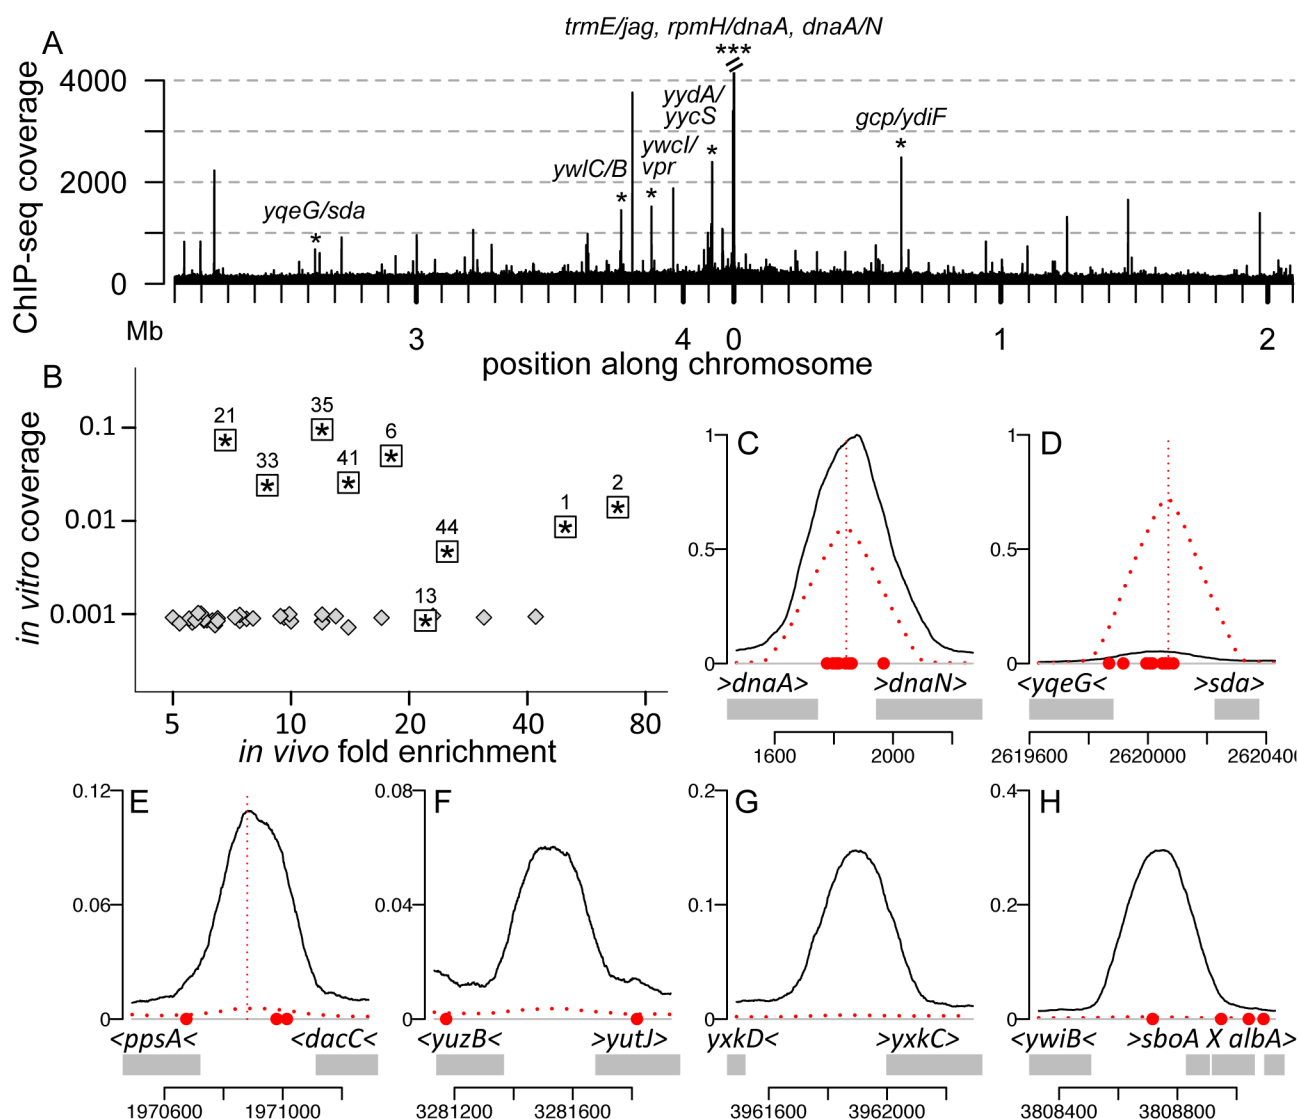 trmE/jag, rpmH/dnaA, dnaA/N
A
***
4000
yydA/
yycS
gcp/ydiF
*
*
ywlC/B
ywcI/
vpr
*
*
2000
yqeG/sda
*
0
ChIP-seq coverage
Mb
3
4
0
1
2
position along chromosome
B
21
35
6
33
41
2
1
44
13
* * * * * * * * *
0.1
0.01
0.001
in vitro coverage
5
10
20
40
80
in vivo fold enrichment
C
1
0.5
0
>dnaA>
>dnaN>
1600
2000
D
1
0.5
0
<yqeG<
>sda>
2619600
2620000
262040
E
0.12
0.06
0
<ppsA<
<dacC<
1970600
1971000
F
0.08
0.04
0
<yuzB<
>yutJ>
3281200
3281600
G
0.2
0.1
0
yxkD<
>yxkC>
3961600
3962000
H
0.4
0.2
0
<ywiB<
>sboA X albA>
3808400
3808800